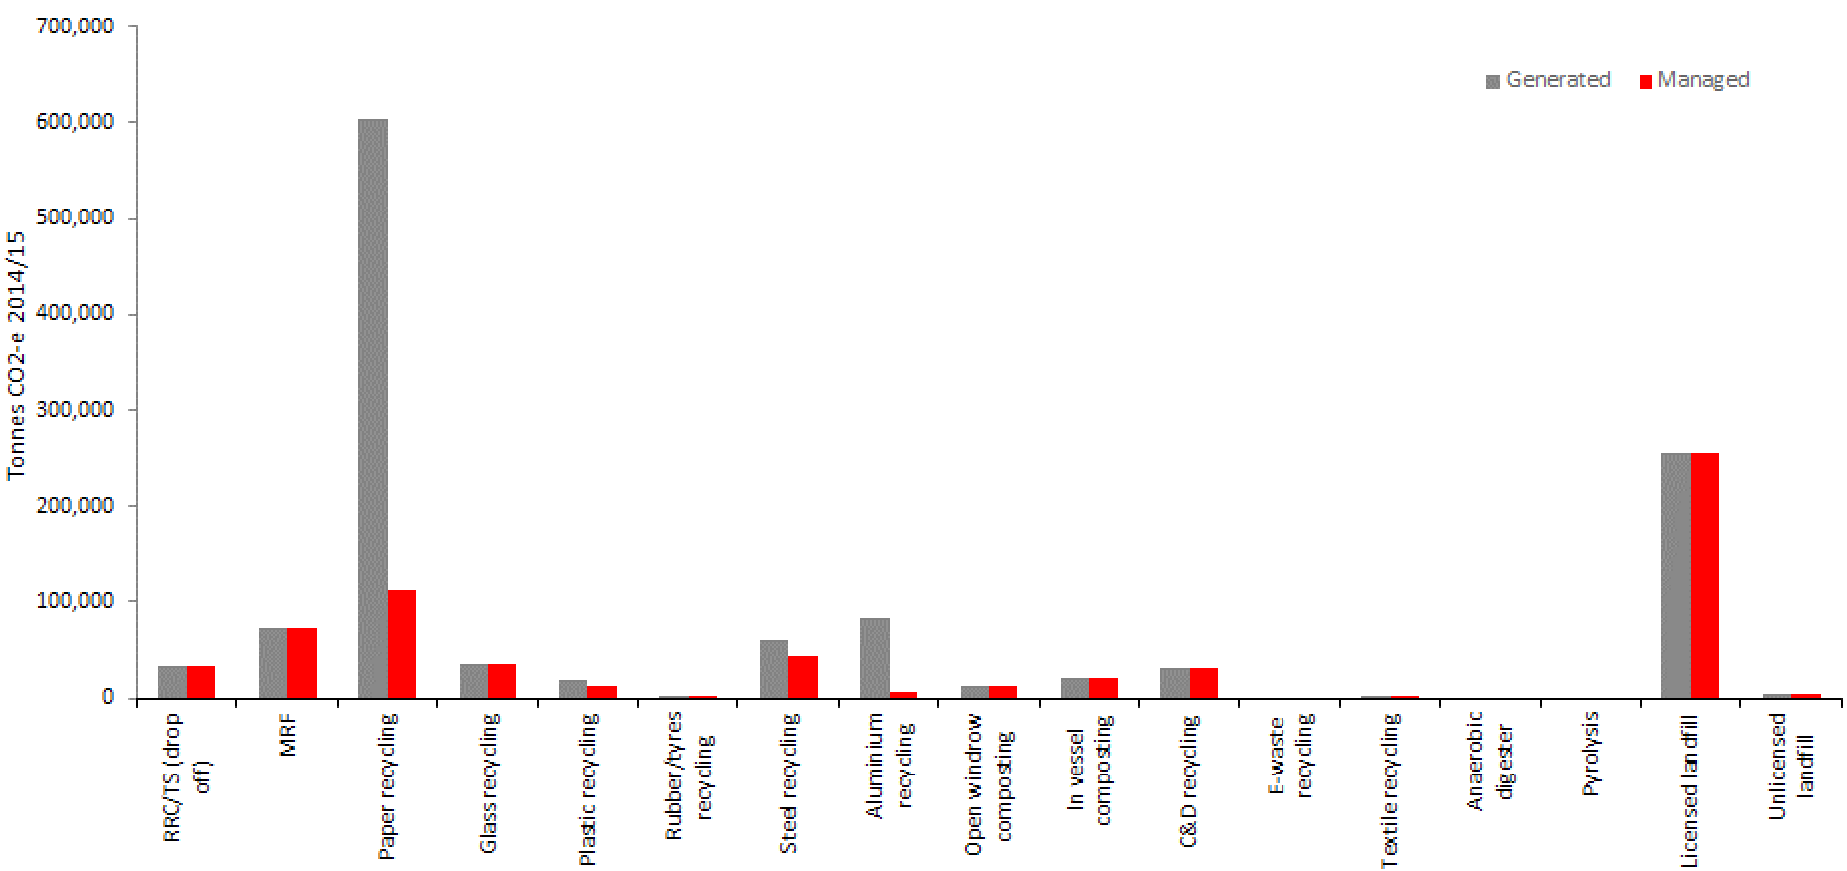 700,000
600,000
500,000
400,000
300,000
200,000
100,000
0
Tonnes CO2-e 2014/15
Generated
Managed
RRC/TS (drop
off)
MRF
Paper recycling
Glass recycling
Plastic recycling
Rubber/tyres
recycling
Steel recycling
Aluminium
recycling
Open windrow
composting
In vessel
composting
C&D recycling
E-waste
recycling
Textile recycling
Anaerobic
digester
Pyrolysis
Licensed landfill
Unlicensed
landfill